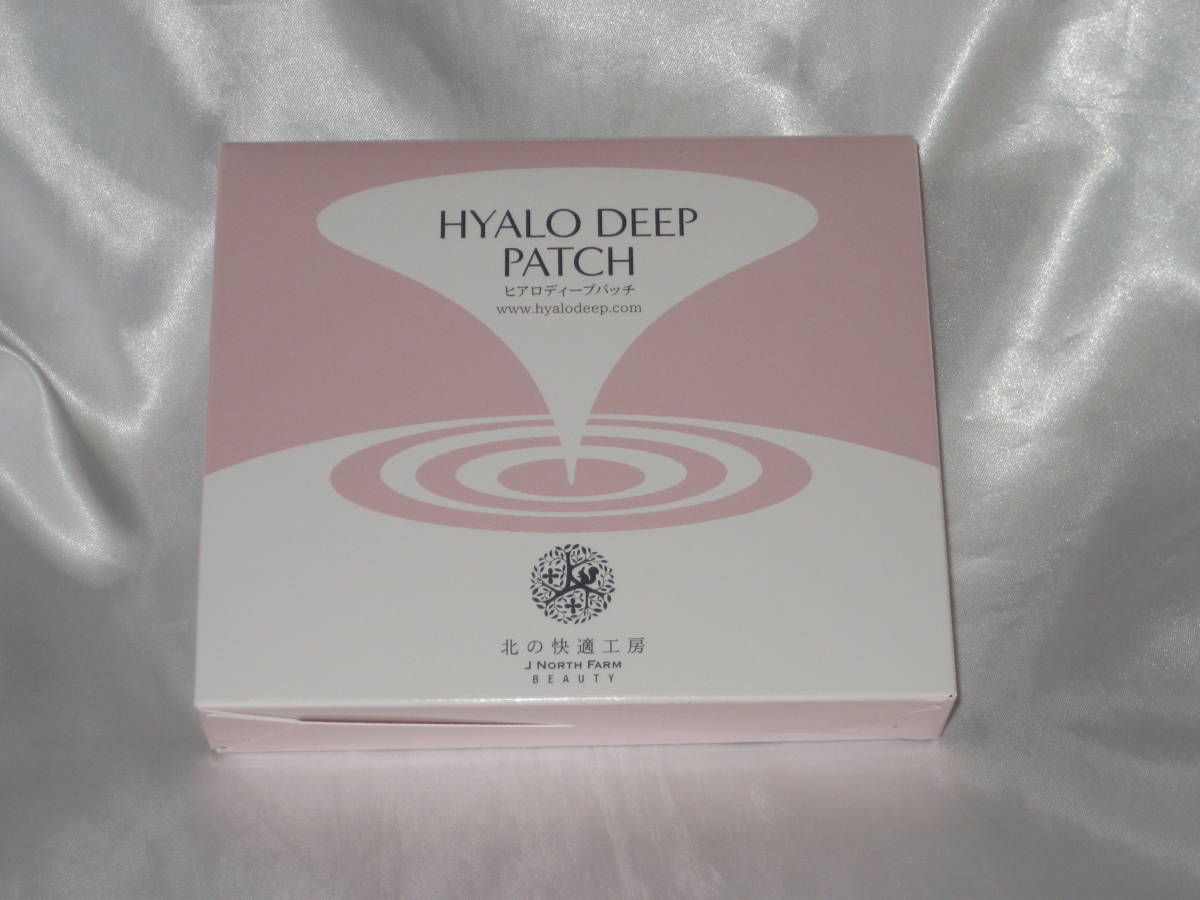 HYALO DEEP
PATCH
ヒアロディープパッチ
www.hyalodeep.com
北の快適工房
J NORTH FARM
BEAUTY